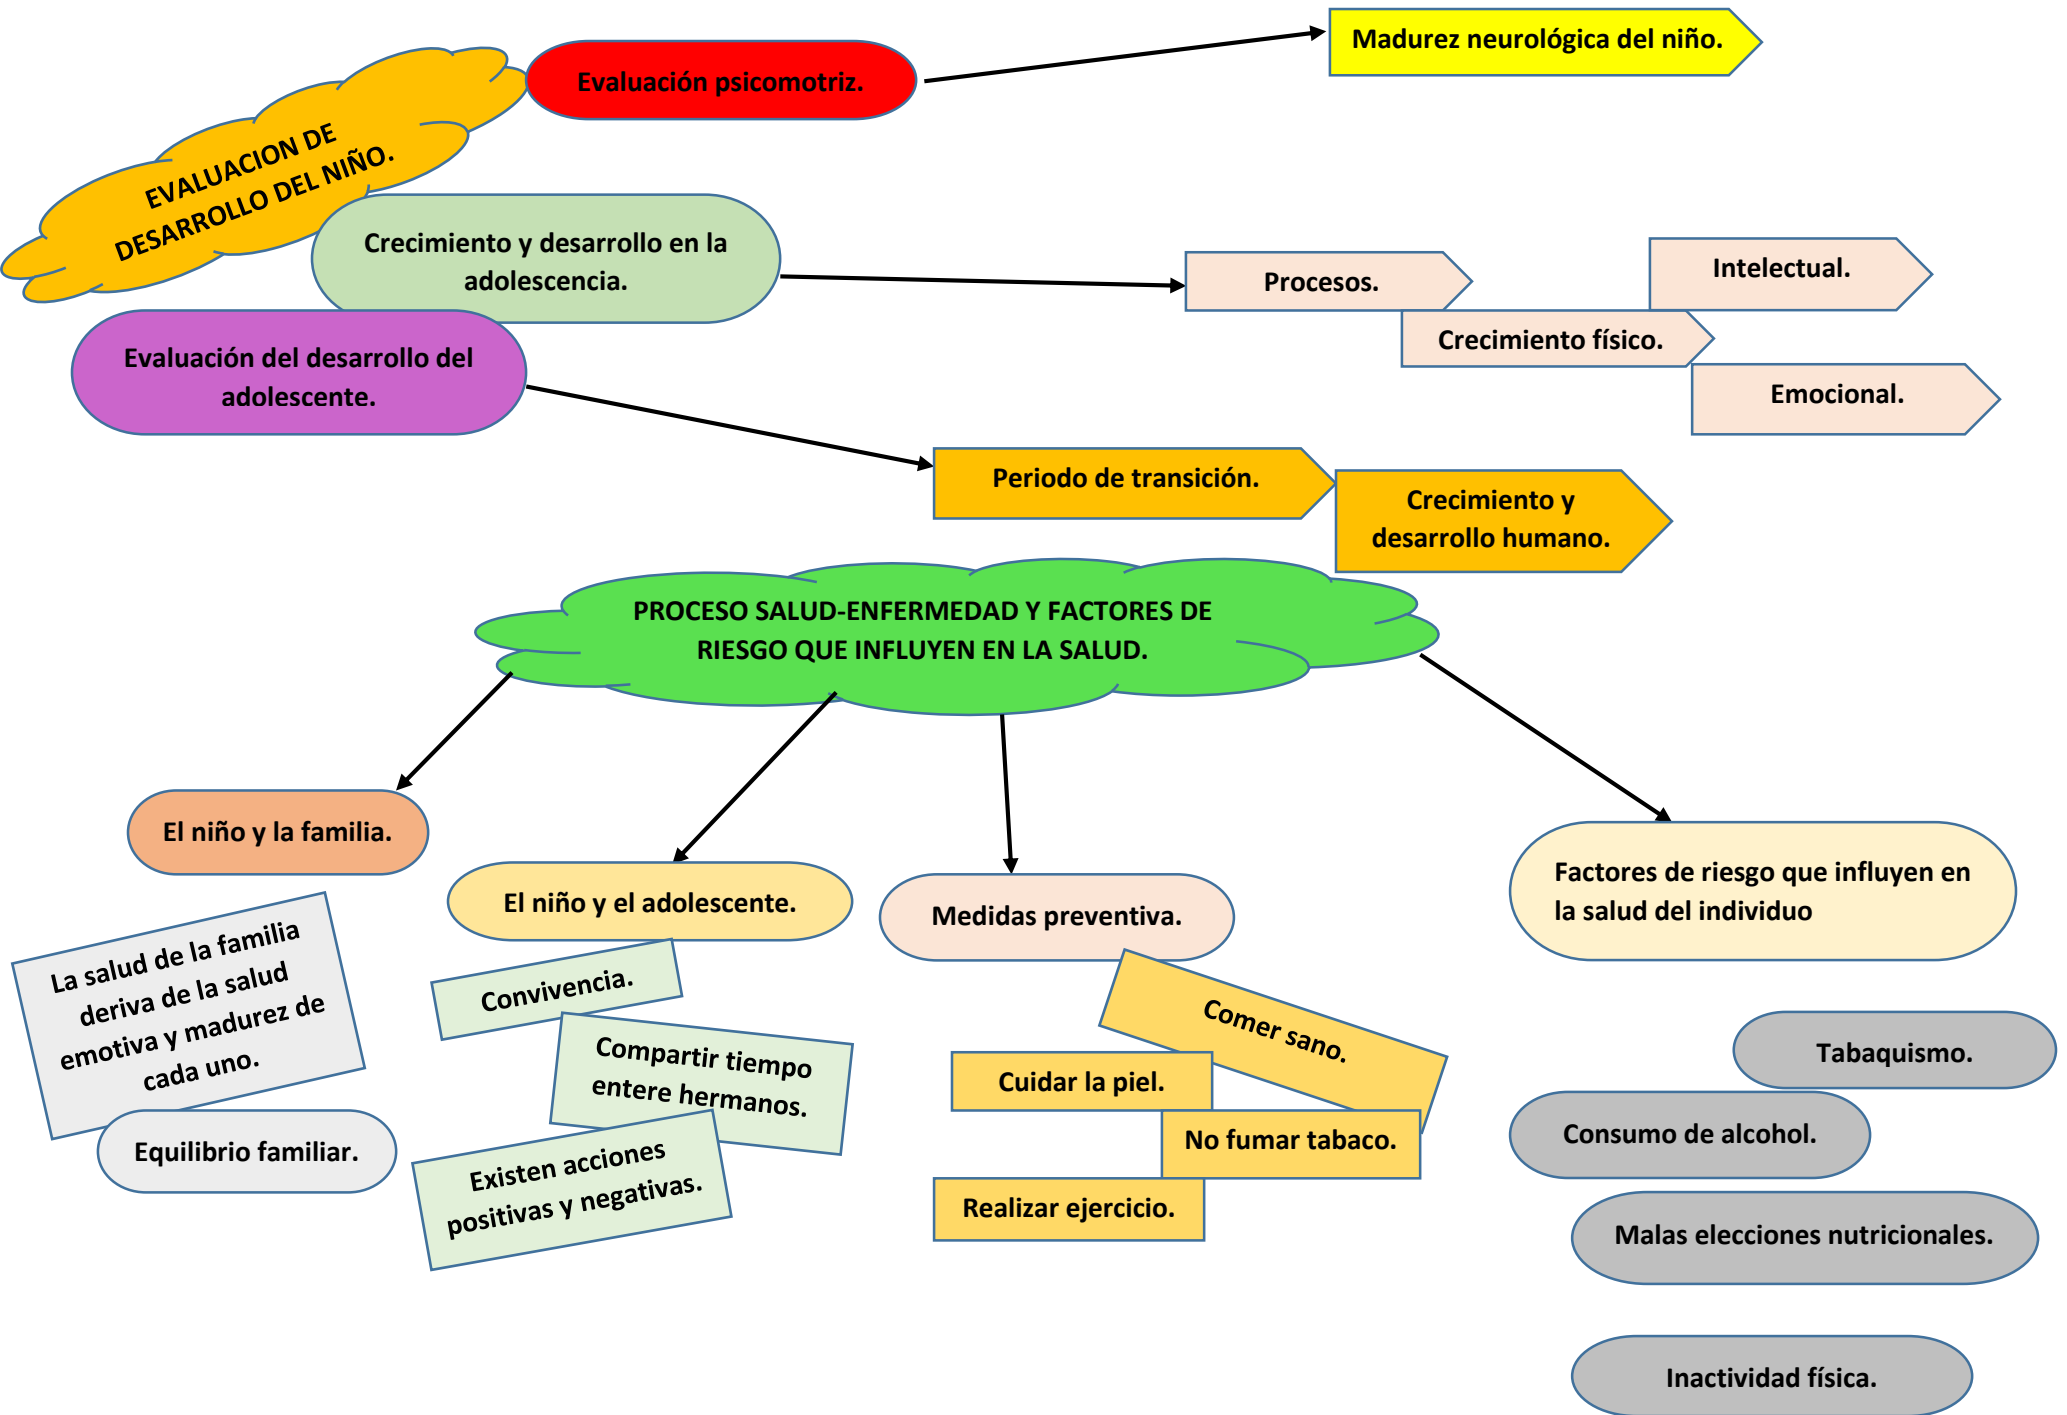 Evaluación psicomotriz.
Madurez neurológica del niño.
EVALUACION DE
DESARROLLO DEL NIÑO.
Crecimiento y desarrollo en la
adolescencia.
Procesos.
Intelectual.
Crecimiento físico.
Emocional.
Evaluación del desarrollo del
adolescente.
Periodo de transición.
Crecimiento y
desarrollo humano.
PROCESO SALUD-ENFERMEDAD Y FACTORES DE
RIESGO QUE INFLUYEN EN LA SALUD.
El niño y la familia.
La salud de la familia
deriva de la salud
emotiva y madurez de
cada uno.
Equilibrio familiar.
El niño y el adolescente.
Convivencia.
Compartir tiempo
entere hermanos.
Existen acciones
positivas y negativas.
Medidas preventiva.
Comer sano.
Cuidar la piel.
No fumar tabaco.
Realizar ejercicio.
Factores de riesgo que influyen en
la salud del individuo
Tabaquismo.
Consumo de alcohol.
Malas elecciones nutricionales.
Inactividad física.